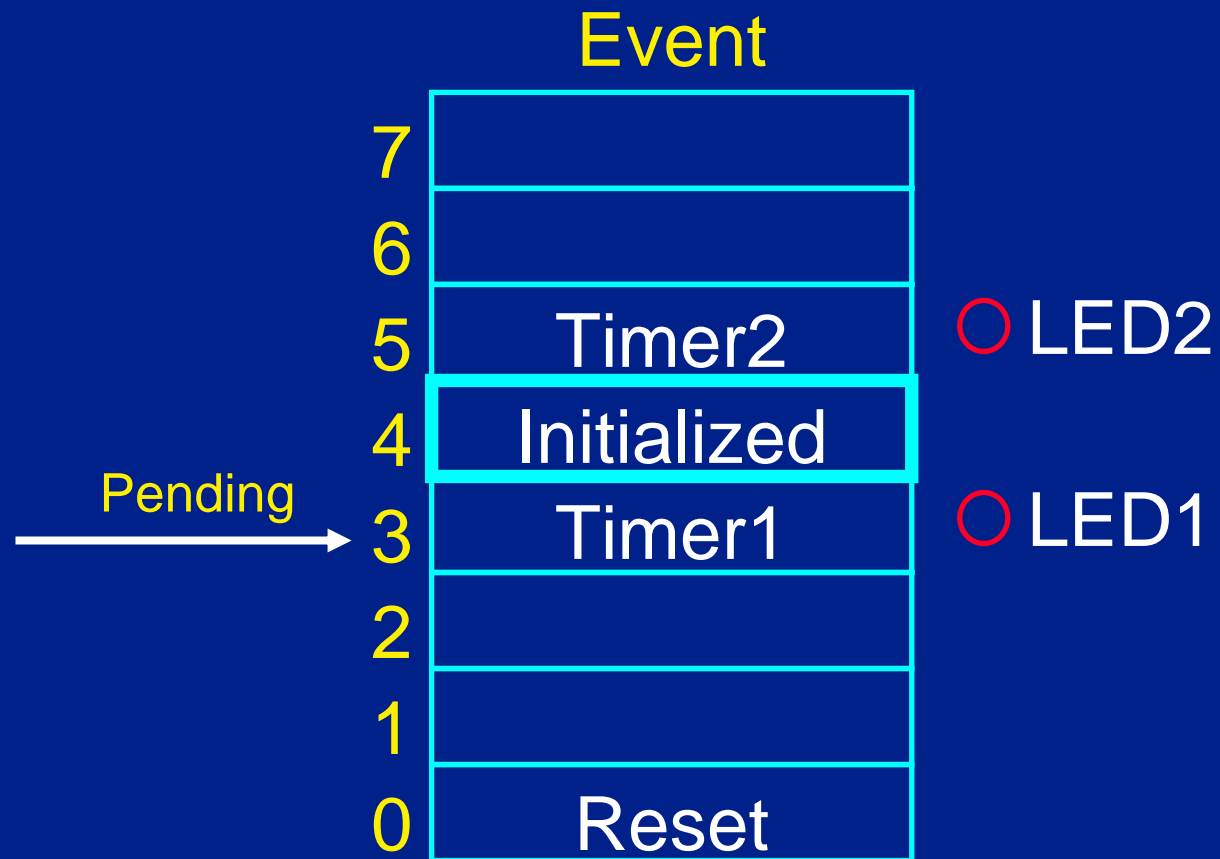 Event
7
6
5 Timer2 LED2
4 Initialized
Pending
3 Timer1 LED1
2
1
0 Reset